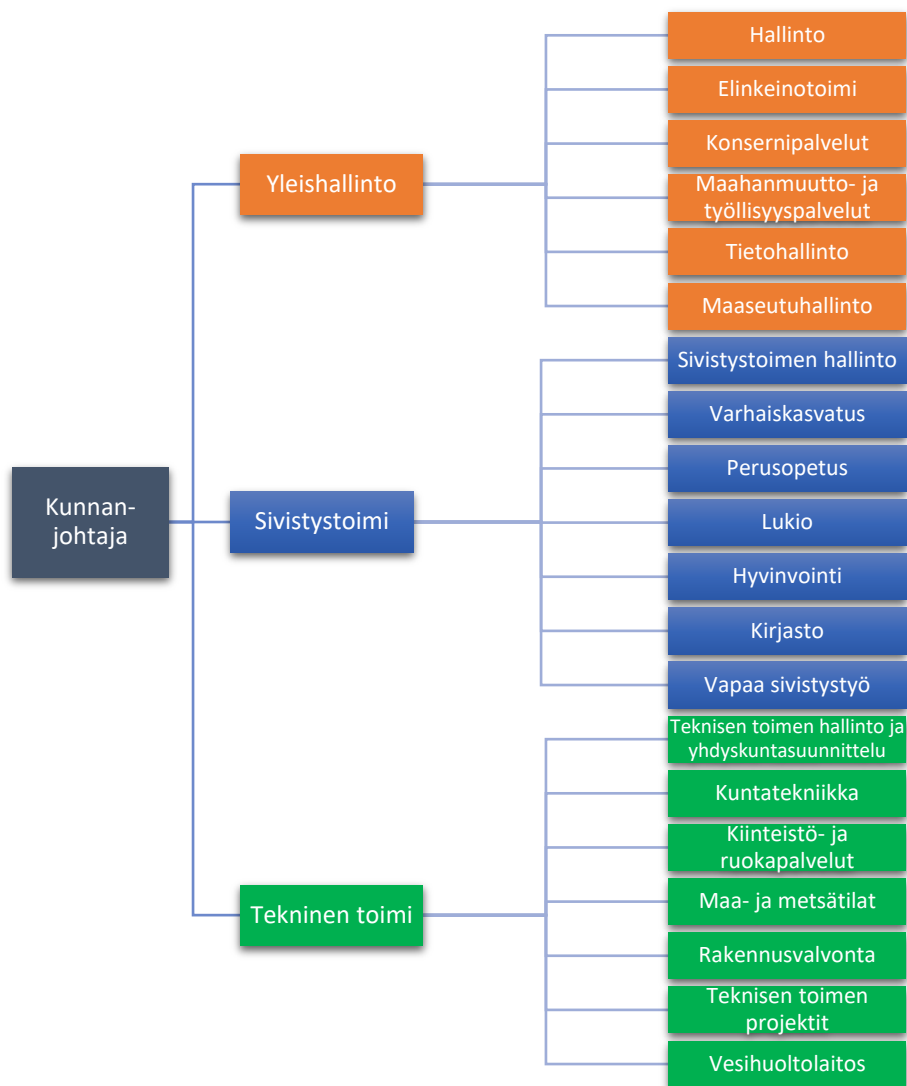 Hallinto
Elinkeinotoimi
Konsernipalvelut
Yleishallinto
Maahanmuutto- ja
työllisyyspalvelut
Tietohallinto
Maaseutuhallinto
Sivistystoimen hallinto
Varhaiskasvatus
Perusopetus
Kunnan-
johtaja
Sivistystoimi
Lukio
Hyvinvointi
Kirjasto
Vapaa sivistystyö
Teknisen toimen hallinto ja
yhdyskuntasuunnittelu
Kuntatekniikka
Kiinteistö- ja
ruokapalvelut
Tekninen toimi
Maa- ja metsätilat
Rakennusvalvonta
Teknisen toimen
projektit
Vesihuoltolaitos